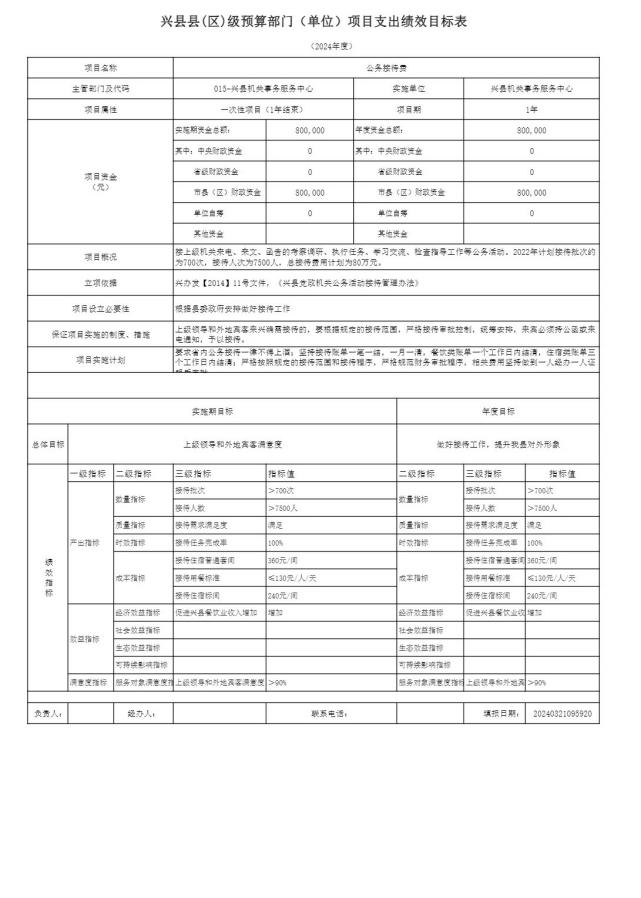 兴县县(区)级预算部门（单位）项目支出绩效目标表
（2024年度）
项目名称 公务接待费
主管部门及代码 015-兴县机关事务服务中心 实施单位 兴县机关事务服务中心
项目属性 一次性项目（1年结束） 项目期 1年
项目资金
（元）
实施期资金总额： 800,000 年度资金总额： 800,000
其中：中央财政资金 0 其中：中央财政资金 0
省级财政资金 0 省级财政资金 0
市县（区）财政资金 800,000 市县（区）财政资金 800,000
单位自筹 0 单位自筹 0
其他资金 其他资金
项目概况 按上级机关来电、来文、函告的考察调研、执行任务、学习交流、检查指导工作等公务活动。2022年计划接待批次约
为700次，接待人次为7500人，总接待费用计划为80万元。
立项依据 兴办发【2014】11号文件，《兴县党政机关公务活动接待管理办法》
项目设立必要性 根据县委政府安排做好接待工作
保证项目实施的制度、措施 上级领导和外地宾客来兴确需接待的，要根据规定的接待范围，严格接待审批控制，统筹安排，来宾必须持公函或来
电通知，予以接待。
项目实施计划 要求省内公务接待一律不得上酒；坚持接待账单一笔一结，一月一清，餐饮类账单一个工作日内结清，住宿类账单三
个工作日内结清；严格按照规定的接待范围和接待程序，严格规范财务审批程序，相关费用坚持做到一人经办一人证
实施期目标 年度目标
总体目标 上级领导和外地宾客满意度 做好接待工作，提升我县对外形象
绩效指标
一级指标 二级指标 三级指标 指标值 二级指标 三级指标 指标值
产出指标 数量指标 接待批次 >700次 数量指标 接待批次 >700次
接待人数 >7500人 接待人数 >7500人
质量指标 接待需求满足度 满足 质量指标 接待需求满足度 满足
时效指标 接待任务完成率 100% 时效指标 接待任务完成率 100%
成本指标 接待住宿普通套间 360元/间 成本指标 接待住宿普通套间 360元/间
接待用餐标准 ≤130元/人/天 接待用餐标准 ≤130元/人/天
接待住宿标间 240元/间 接待住宿标间 240元/间
效益指标 经济效益指标 促进兴县餐饮业收入增加 增加 经济效益指标 促进兴县餐饮业收 增加
社会效益指标 社会效益指标
生态效益指标 生态效益指标
可持续影响指标 可持续影响指标
满意度指标 服务对象满意度指 上级领导和外地宾客满意度 >90% 服务对象满意度指标 上级领导和外地宾 >90%
负责人： 经办人： 联系电话： 填报日期： 20240321095920